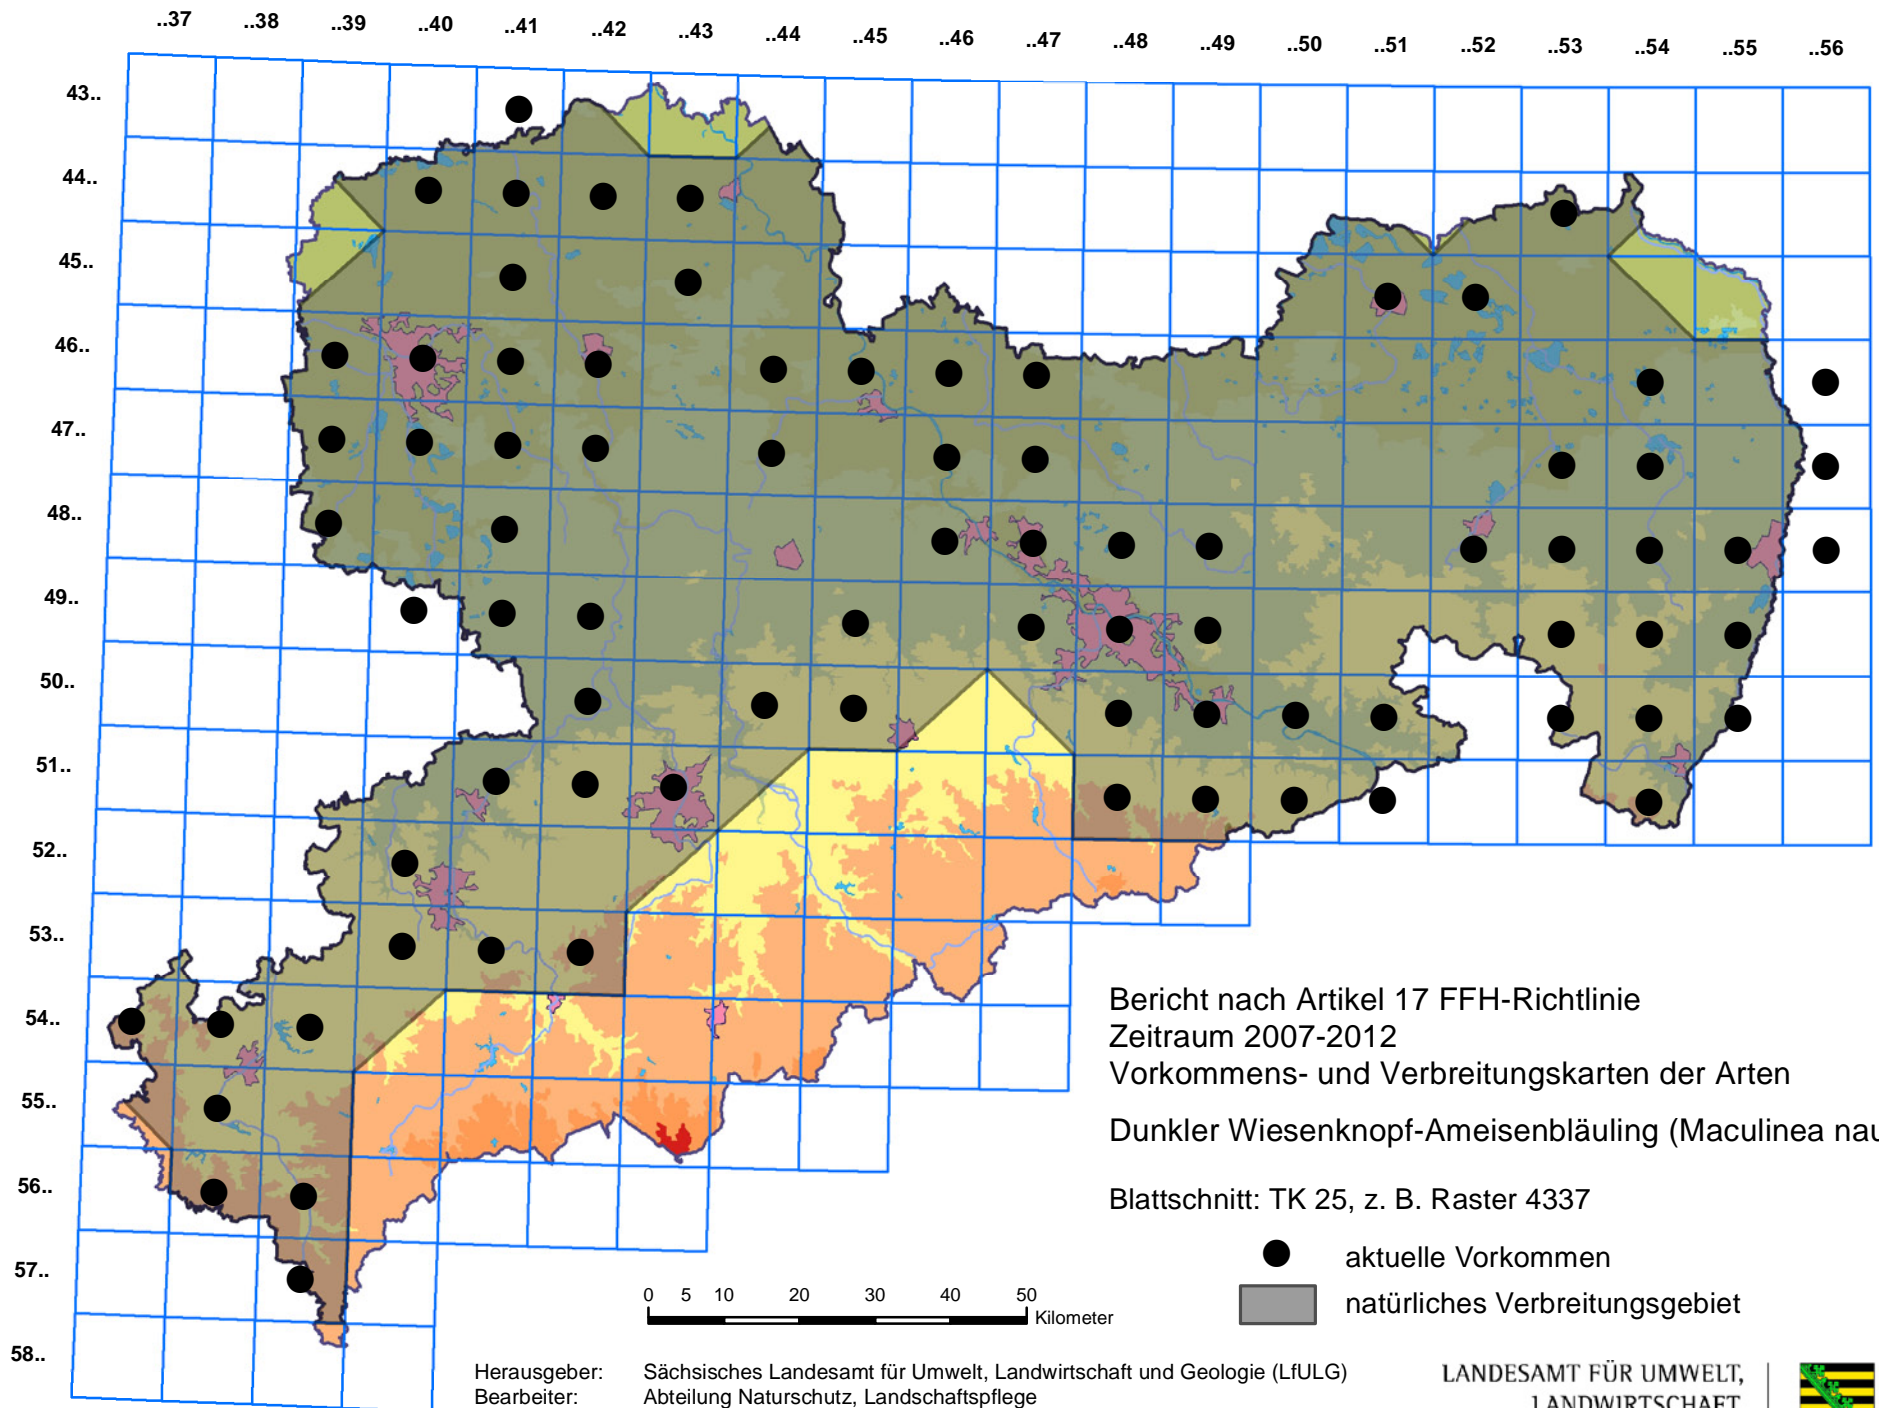 ..37 ..38 ..39 ..40 ..41 ..42 ..43 ..44 ..45 ..46 ..47 ..48 ..49 ..50 ..51 ..52 ..53 ..54 ..55 ..56
43..
44..
45..
46..
47..
48..
49..
50..
51..
52..
53..
54..
55..
56..
57..
58..
Bericht nach Artikel 17 FFH-Richtlinie
Zeitraum 2007-2012
Vorkommens- und Verbreitungskarten der Arten
Dunkler Wiesenknopf-Ameisenbläuling (Maculinea nau
Blattschnitt: TK 25, z. B. Raster 4337
aktuelle Vorkommen
natürliches Verbreitungsgebiet
0 5 10 20 30 40 50
Kilometer
Herausgeber: Sächsisches Landesamt für Umwelt, Landwirtschaft und Geologie (LfULG)
Bearbeiter: Abteilung Naturschutz, Landschaftspflege
LANDESAMT FÜR UMWELT,
LANDWIRTSCHAFT